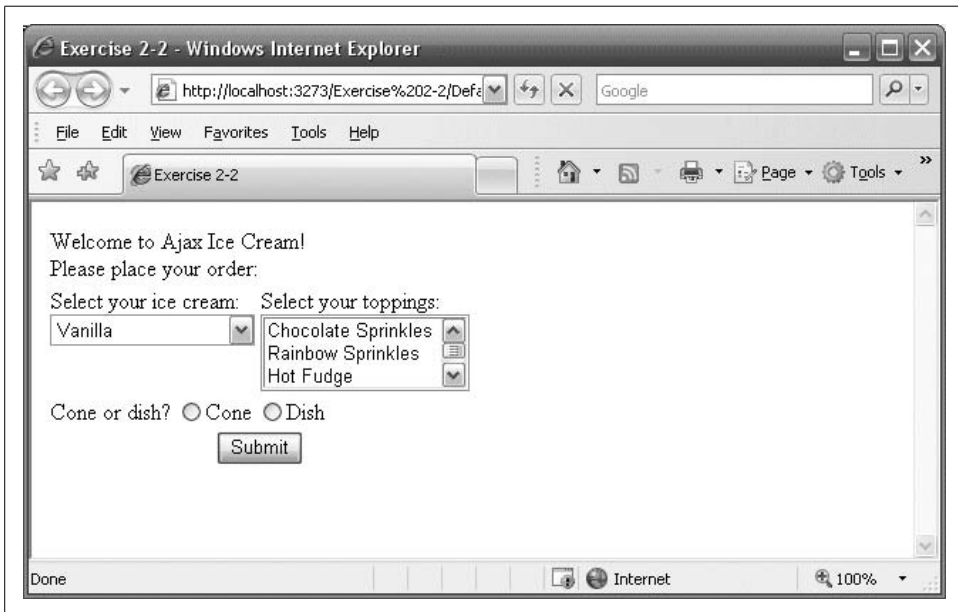 Exercise 2-2 - Windows Internet Explorer
http://localhost:3273/Exercise%202-2/Defa
Google
File Edit View Favorites Tools Help
Exercise 2-2
Page Tools »
Welcome to Ajax Ice Cream!
Please place your order:
Select your ice cream: Select your toppings:
Vanilla
Chocolate Sprinkles
Rainbow Sprinkles
Hot Fudge
Cone or dish? Cone Dish
Submit
Done Internet 100%